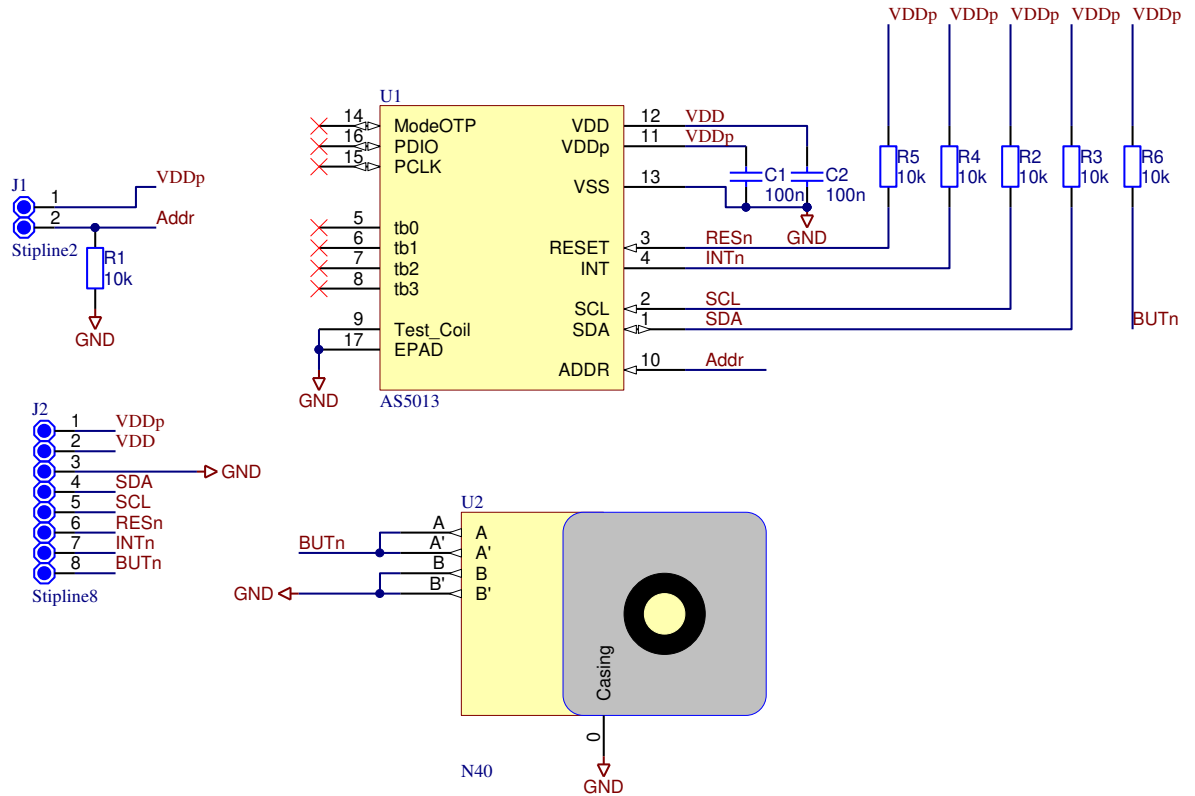 VDDp VDDp VDDp VDDp VDDp
U1
14 ModeOTP VDD 12 VDD
16 PDIO VDDp 11 VDDp
15 PCLK
VSS 13
C1 100n
C2 100n
GND
R5 10k
R4 10k
R2 10k
R3 10k
R6 10k
J1
1 VDDp
2 Addr
Stipline2
R1
10k
GND
5 tb0
6 tb1
7 tb2
8 tb3
RESET 3 RESn
INT 4 INTn
SCL 2 SCL
SDA 1 SDA
BUTn
9 Test_Coil
17 EPAD
ADDR 10 Addr
GND
AS5013
J2
1 VDDp
2 VDD
3 GND
4 SDA
5 SCL
6 RESn
7 INTn
8 BUTn
Stipline8
U2
A A
BUTn A' A'
B B
GND B' B'
Casing
0
N40
GND